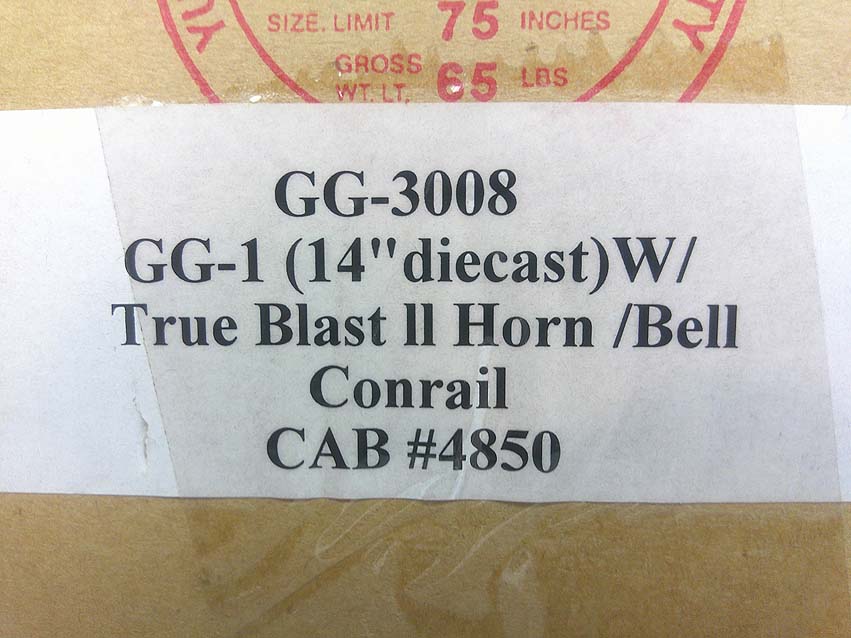 SIZE. LIMIT 75 INCHES
GROSS WT. LT. 65 LBS
GG-3008
GG-1 (14"diecast)W/
True Blast ll Horn /Bell
Conrail
CAB #4850